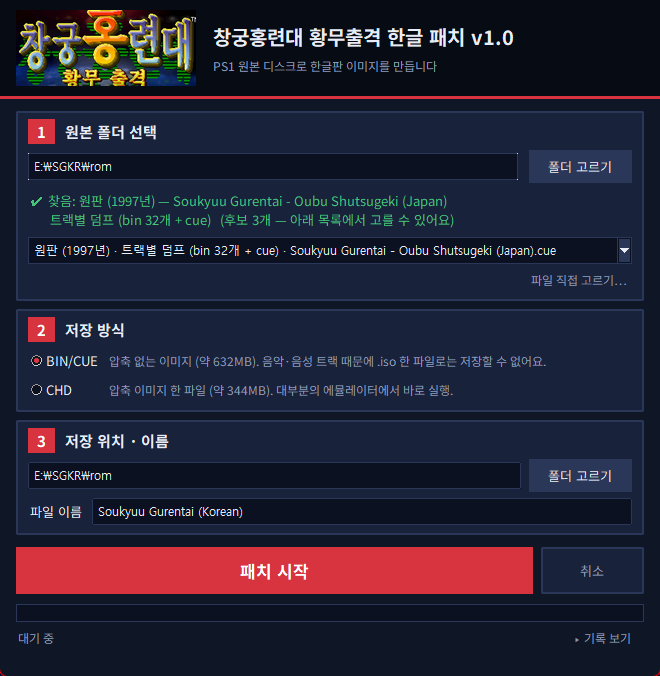 창궁홍련대
황무 출격
창궁홍련대 황무출격 한글 패치 v1.0
PS1 원본 디스크로 한글판 이미지를 만듭니다
1 원본 폴더 선택
E:₩SGKR₩rom
폴더 고르기
✔ 찾음: 원판 (1997년) — Soukyuu Gurentai - Oubu Shutsugeki (Japan)
트랙별 덤프 (bin 32개 + cue) (후보 3개 — 아래 목록에서 고를 수 있어요)
원판 (1997년) · 트랙별 덤프 (bin 32개 + cue) · Soukyuu Gurentai - Oubu Shutsugeki (Japan).cue
파일 직접 고르기...
2 저장 방식
BIN/CUE 압축 없는 이미지 (약 632MB). 음악·음성 트랙 때문에 .iso 한 파일로는 저장할 수 없어요.
CHD 압축 이미지 한 파일 (약 344MB). 대부분의 에뮬레이터에서 바로 실행.
3 저장 위치 · 이름
E:₩SGKR₩rom
폴더 고르기
파일 이름 Soukyuu Gurentai (Korean)
패치 시작
취소
대기 중
▸ 기록 보기